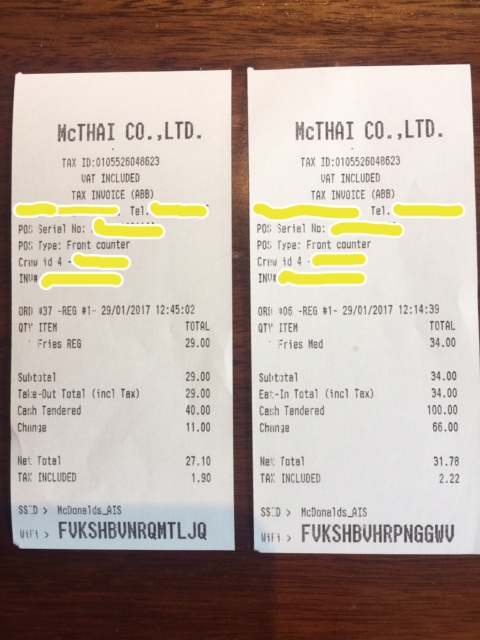 McTHAI CO.,LTD.
TAX ID:0105526048623
VAT INCLUDED
TAX INVOICE (ABB)
Tel.
POS Serial No:
POS Type: Front counter
Crew id 4 -
INV#
ORD #37 -REG #1- 29/01/2017 12:45:02
QTY ITEM TOTAL
Fries REG 29.00
Subtotal 29.00
Take-Out Total (incl Tax) 29.00
Cash Tendered 40.00
Change 11.00
Net Total 27.10
TAX INCLUDED 1.90
SSID > McDonalds_AIS
WiFi > FVKSHBVNRQMTLJQ
McTHAI CO.,LTD.
TAX ID:0105526048623
VAT INCLUDED
TAX INVOICE (ABB)
Tel.
POS Serial No:
POS Type: Front counter
Crew id 4 -
INV#
ORD #06 -REG #1- 29/01/2017 12:14:39
QTY ITEM TOTAL
Fries Med 34.00
Subtotal 34.00
Eat-In Total (incl Tax) 34.00
Cash Tendered 100.00
Change 66.00
Net Total 31.78
TAX INCLUDED 2.22
SSID > McDonalds_AIS
WiFi > FVKSHBVHRPNGGWV